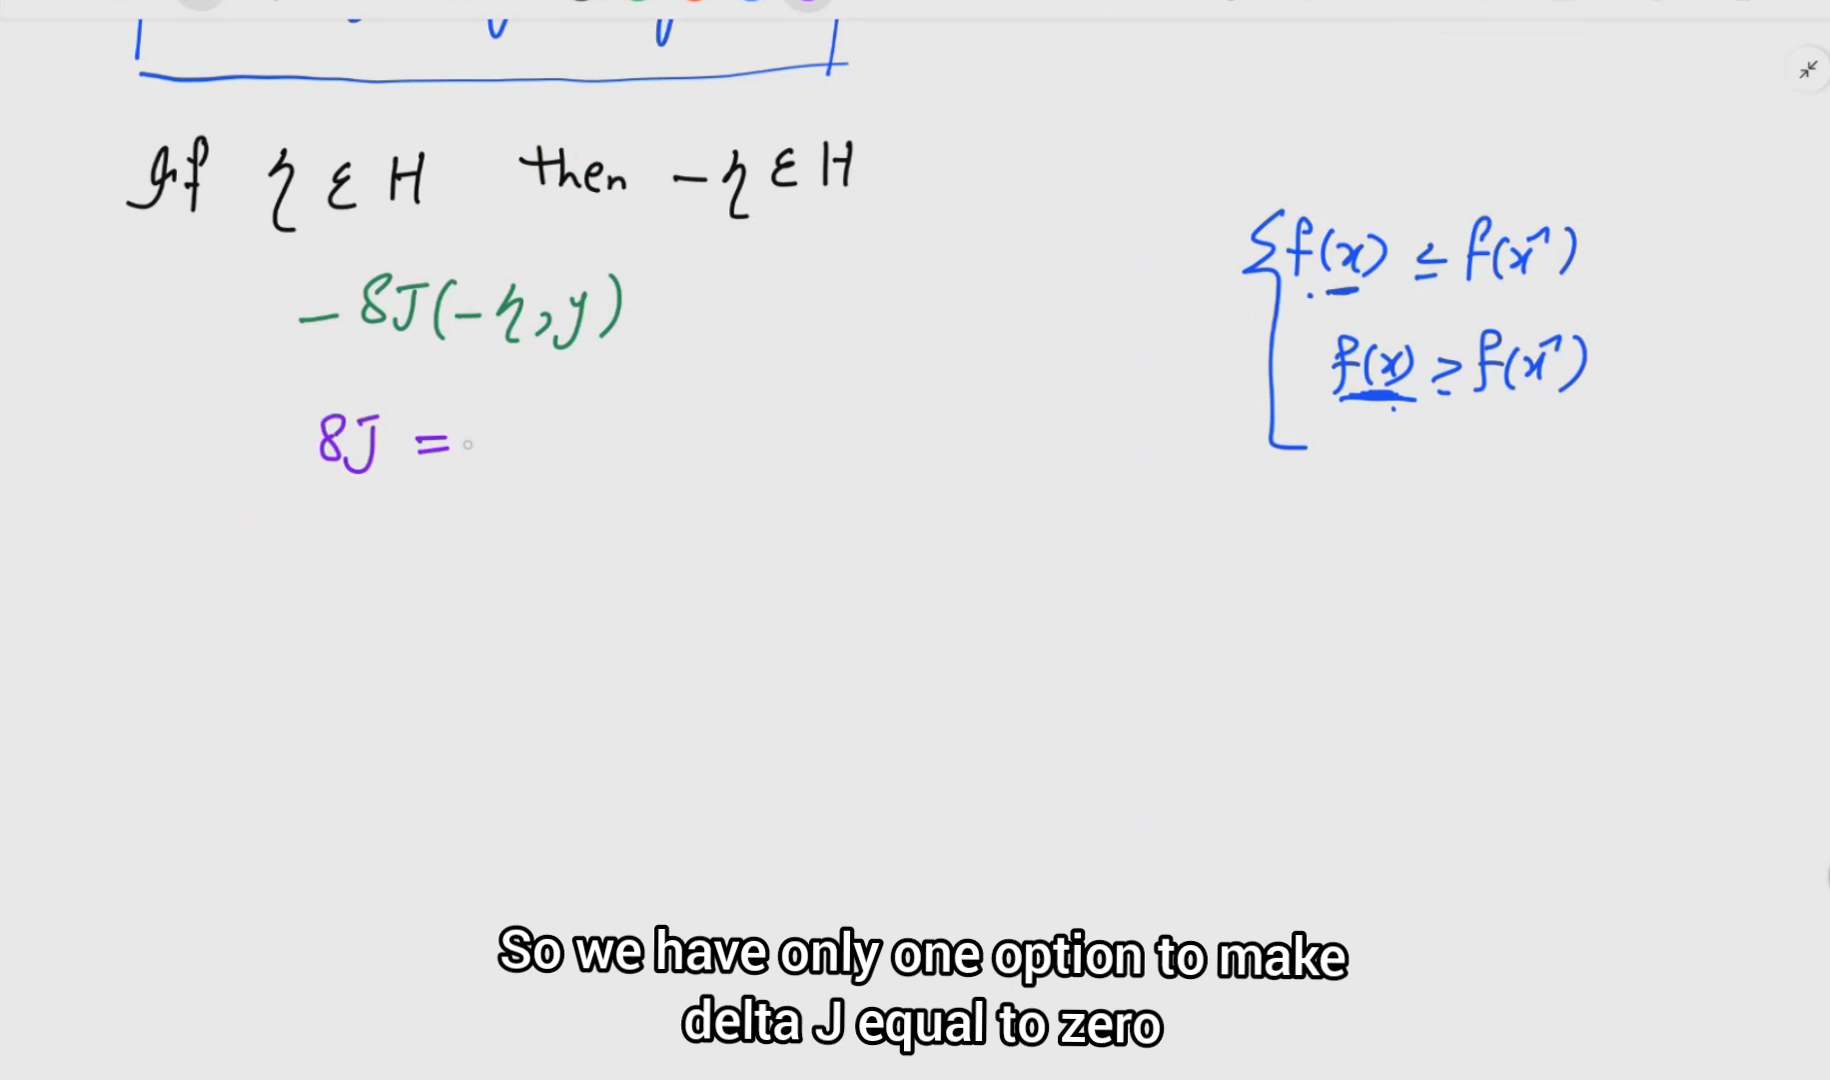 If η ε H then -η ε H
- δJ(-η, y)
δJ =
{f(x) ≤ f(x̂)
f(x) ≥ f(x̂)
So we have only one option to make
delta J equal to zero